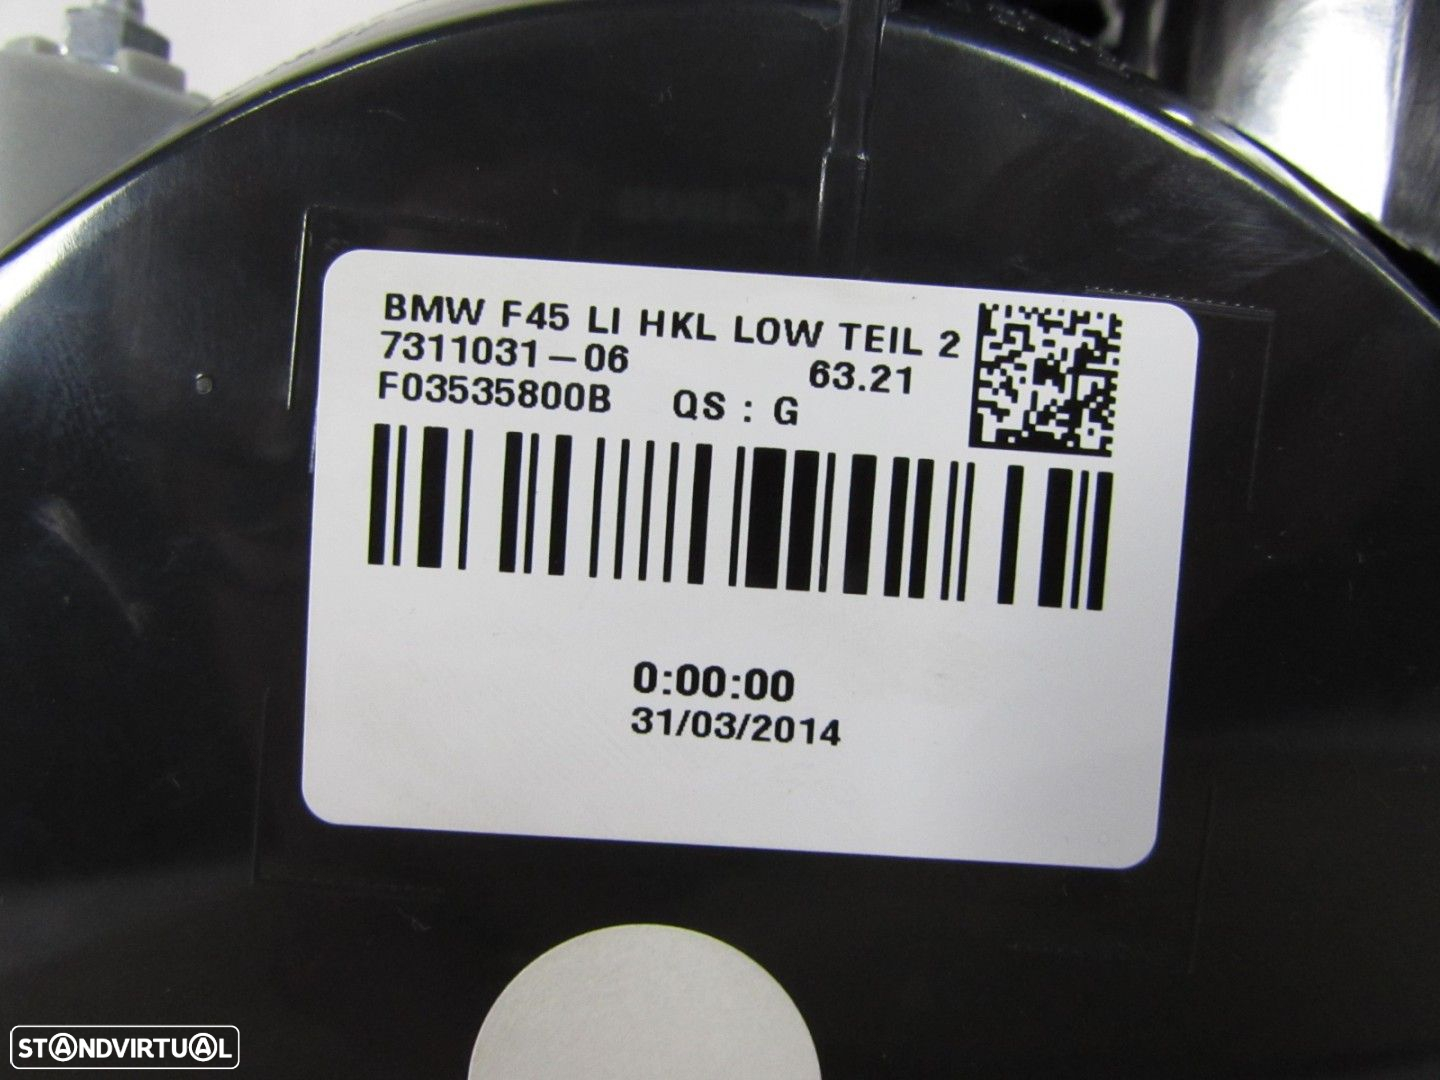 BMW F45 LI HKL LOW TEIL 2
7311031-06 63.21
F03535800B QS : G
0:00:00
31/03/2014
STANDVIRTUAL